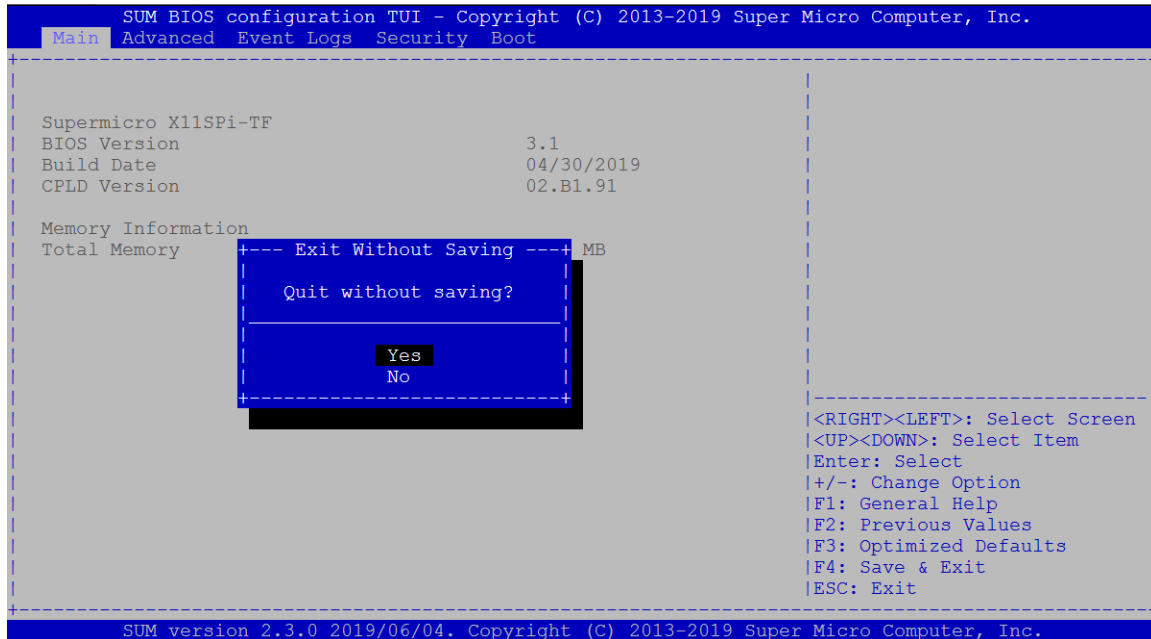 SUM BIOS configuration TUI - Copyright (C) 2013-2019 Super Micro Computer, Inc.
Main Advanced Event Logs Security Boot
Supermicro X11SPi-TF
BIOS Version 3.1
Build Date 04/30/2019
CPLD Version 02.B1.91
Memory Information
Total Memory MB
+--- Exit Without Saving ---+
Quit without saving?
Yes
No
<RIGHT><LEFT>: Select Screen
<UP><DOWN>: Select Item
Enter: Select
+/-: Change Option
F1: General Help
F2: Previous Values
F3: Optimized Defaults
F4: Save & Exit
ESC: Exit
SUM version 2.3.0 2019/06/04. Copyright (C) 2013-2019 Super Micro Computer, Inc.